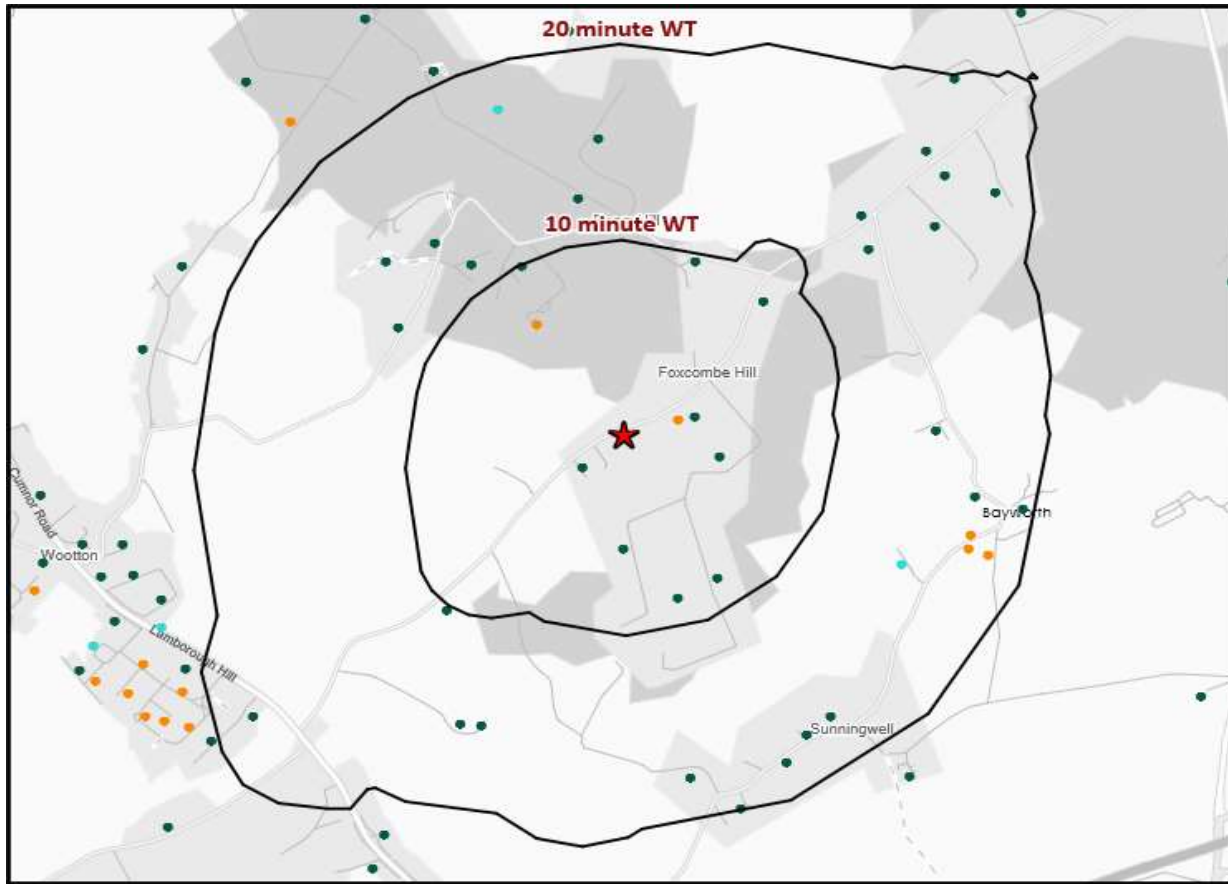 20 minute WT
10 minute WT
Foxcombe Hill
Cumnor Road
Bayworth
Wootton
Lamborough Hill
Sunningwell